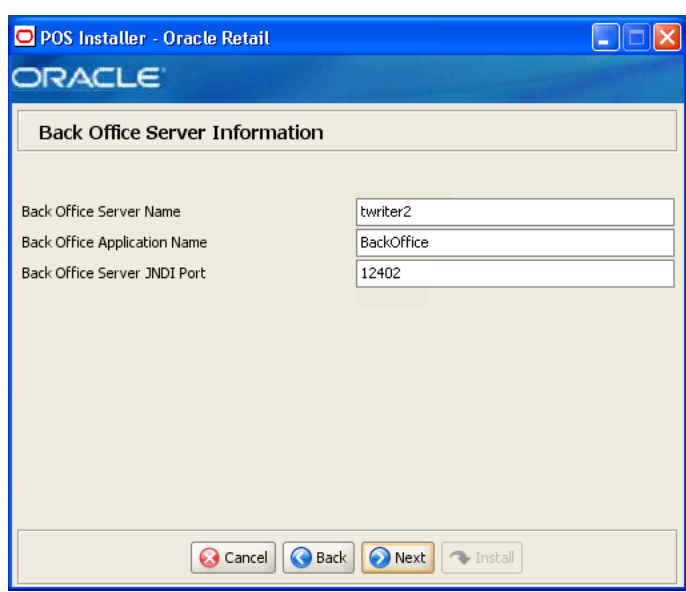 POS Installer - Oracle Retail
ORACLE
Back Office Server Information
Back Office Server Name twriter2
Back Office Application Name BackOffice
Back Office Server JNDI Port 12402
Cancel Back Next Install